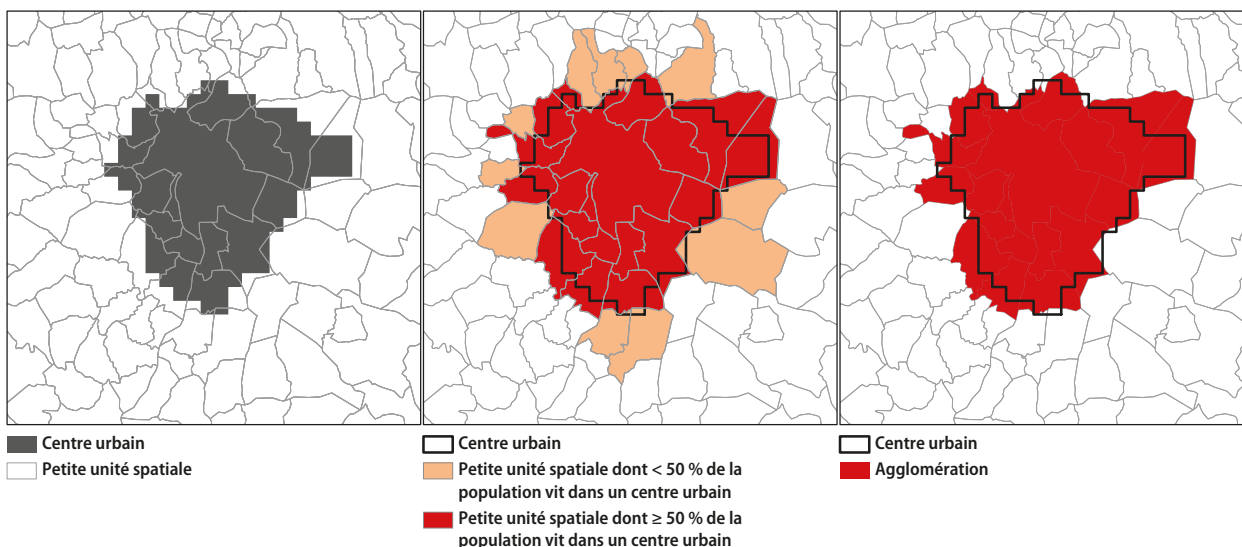 Centre urbain
Petite unité spatiale
Centre urbain
Petite unité spatiale dont < 50 % de la
population vit dans un centre urbain
Petite unité spatiale dont ≥ 50 % de la
population vit dans un centre urbain
Centre urbain
Agglomération